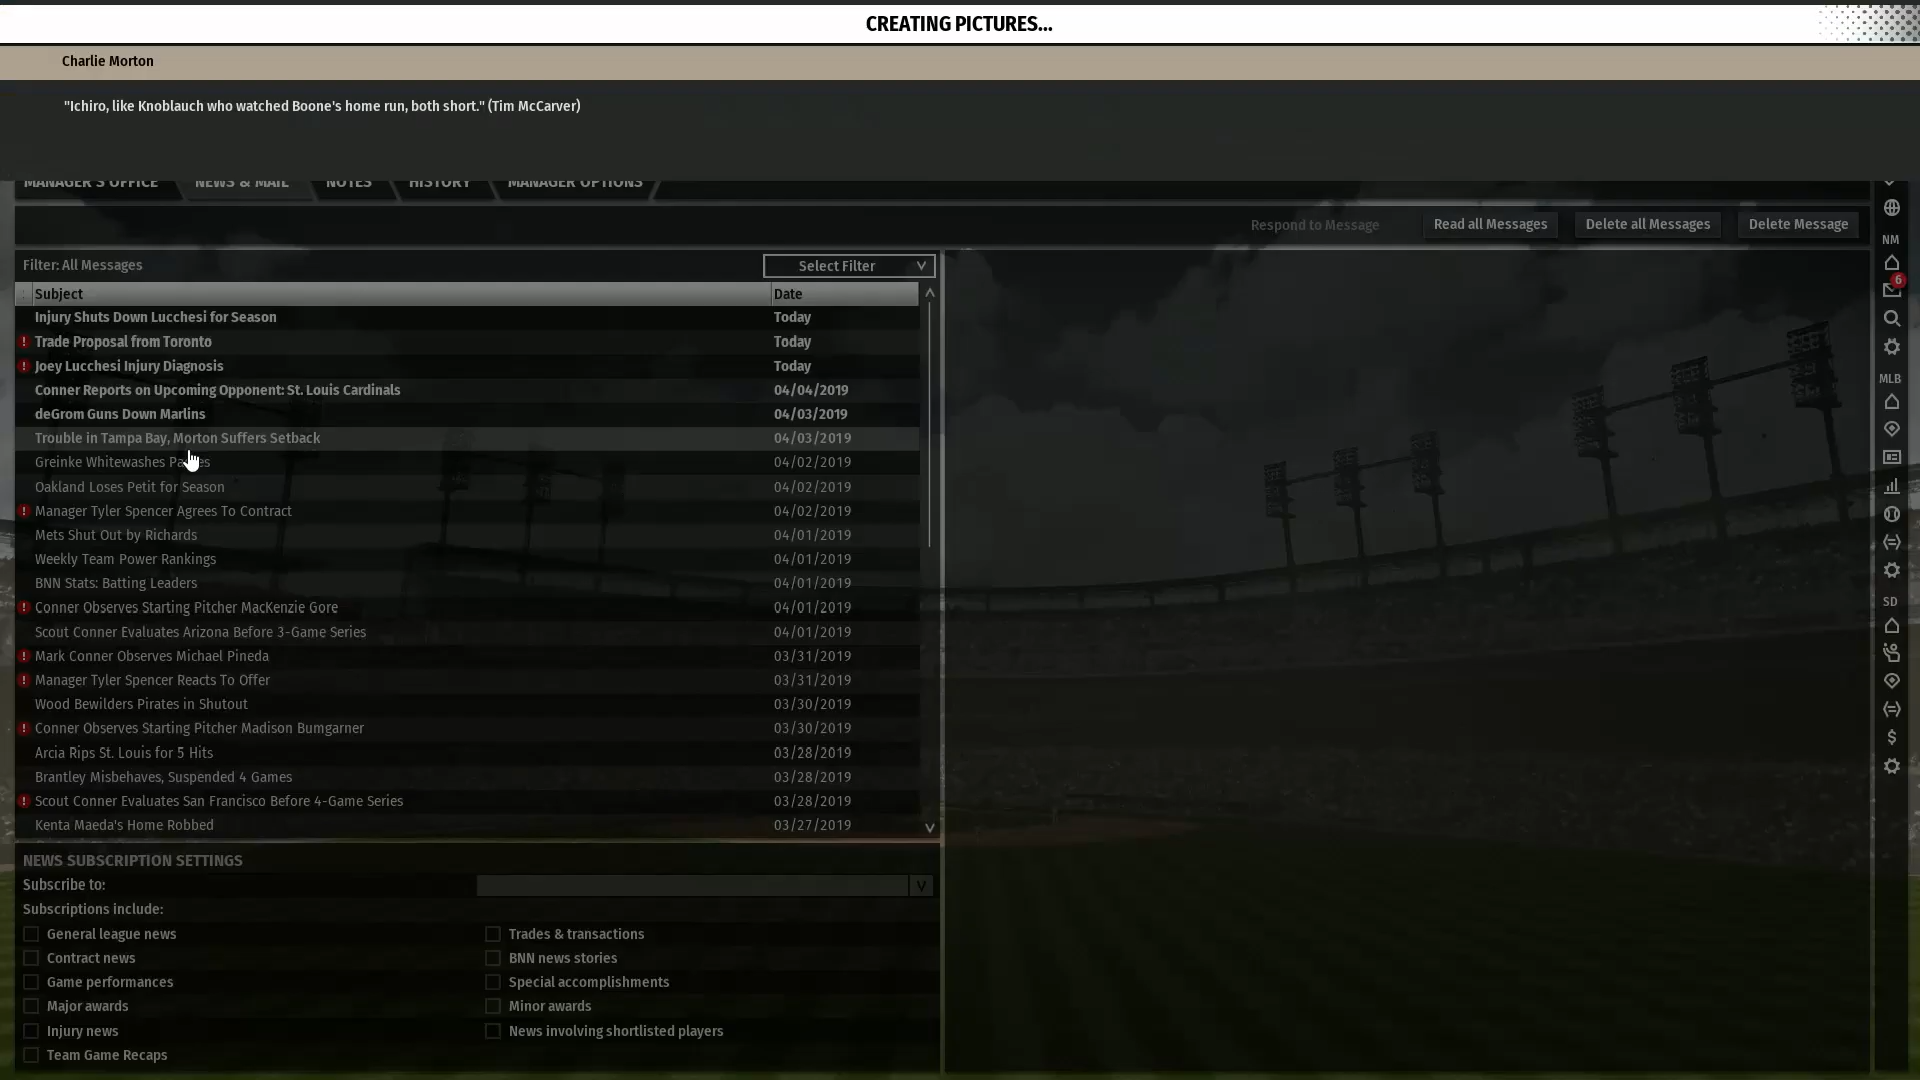 CREATING PICTURES...
Charlie Morton
"Ichiro, like Knoblauch who watched Boone's home run, both short." (Tim McCarver)
MANAGER'S OFFICE NEWS & MAIL NOTES HISTORY MANAGER OPTIONS
Respond to Message Read all Messages Delete all Messages Delete Message
Filter: All Messages Select Filter
Subject Date
Injury Shuts Down Lucchesi for Season Today
! Trade Proposal from Toronto Today
! Joey Lucchesi Injury Diagnosis Today
Conner Reports on Upcoming Opponent: St. Louis Cardinals 04/04/2019
deGrom Guns Down Marlins 04/03/2019
Trouble in Tampa Bay, Morton Suffers Setback 04/03/2019
Greinke Whitewashes 04/02/2019
Oakland Loses Petit for Season 04/02/2019
! Manager Tyler Spencer Agrees To Contract 04/02/2019
Mets Shut Out by Richards 04/01/2019
Weekly Team Power Rankings 04/01/2019
BNN Stats: Batting Leaders 04/01/2019
! Conner Observes Starting Pitcher MacKenzie Gore 04/01/2019
Scout Conner Evaluates Arizona Before 3-Game Series 04/01/2019
! Mark Conner Observes Michael Pineda 03/31/2019
! Manager Tyler Spencer Reacts To Offer 03/31/2019
Wood Bewilders Pirates in Shutout 03/30/2019
! Conner Observes Starting Pitcher Madison Bumgarner 03/30/2019
Arcia Rips St. Louis for 5 Hits 03/28/2019
Brantley Misbehaves, Suspended 4 Games 03/28/2019
! Scout Conner Evaluates San Francisco Before 4-Game Series 03/28/2019
Kenta Maeda's Home Robbed 03/27/2019
NEWS SUBSCRIPTION SETTINGS
Subscribe to:
Subscriptions include:
General league news Trades & transactions
Contract news BNN news stories
Game performances Special accomplishments
Major awards Minor awards
Injury news News involving shortlisted players
Team Game Recaps
NM
6
MLB
SD
$